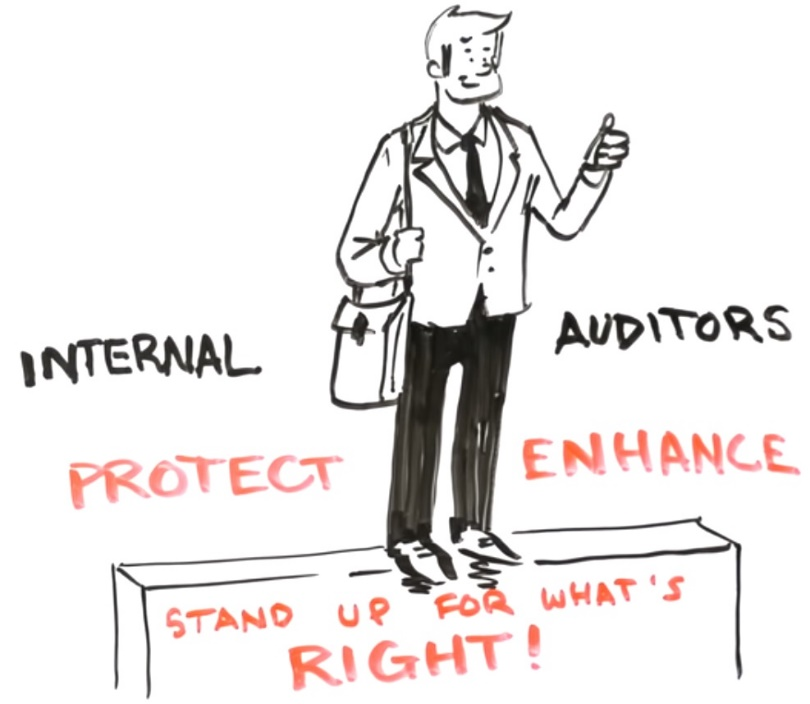 INTERNAL AUDITORS
PROTECT ENHANCE
STAND UP FOR WHAT'S
RIGHT!